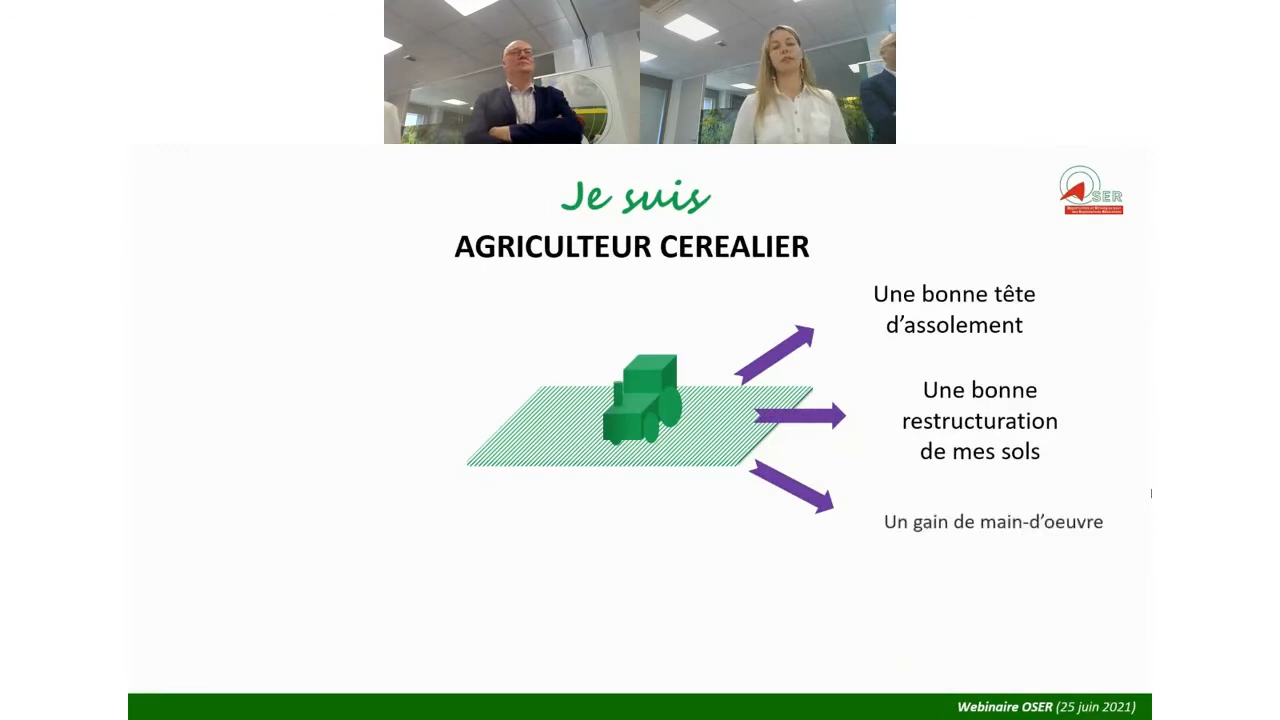 Je suis
AGRICULTEUR CEREALIER
OSER
Une bonne tête
d'assolement
Une bonne
restructuration
de mes sols
Un gain de main-d'oeuvre
Webinaire OSER (25 juin 2021)